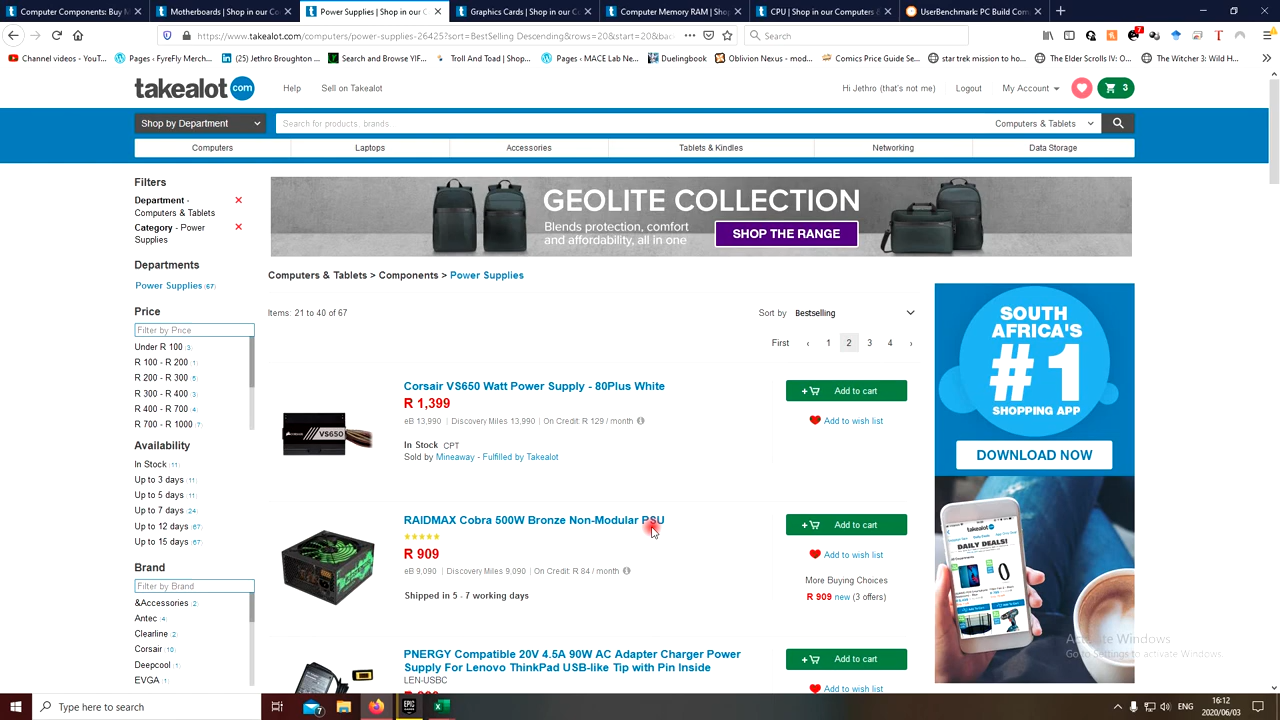 Computer Components: Buy M
Motherboards | Shop in our Co
Power Supplies | Shop in our C
Graphics Cards | Shop in our Co
Computer Memory RAM | Shop
CPU | Shop in our Computers &
UserBenchmark: PC Build Com
https://www.takealot.com/computers/power-supplies-26423?sort=BestSelling Descending&rows=20&start=20&bac
Search
Channel videos - YouT...
Pages ‹ FyreFly Merch...
(25) Jethro Broughton ...
Search and Browse YIF...
Troll And Toad | Shop...
Pages ‹ MACE Lab Ne...
Duelingbook
Oblivion Nexus - mod...
Comics Price Guide Se...
star trek mission to ho...
The Elder Scrolls IV: O...
The Witcher 3: Wild H...
takealot.com
Help
Sell on Takealot
Hi Jethro (that's not me)
Logout
My Account
3
Shop by Department
Search for products, brands
Computers & Tablets
Computers
Laptops
Accessories
Tablets & Kindles
Networking
Data Storage
Filters
Department -
Computers & Tablets
Category - Power
Supplies
Departments
Power Supplies (67)
Price
Filter by Price
Under R 100 (3)
R 100 - R 200 (1)
R 200 - R 300 (5)
R 300 - R 400 (3)
R 400 - R 700 (4)
R 700 - R 1000 (7)
Availability
In Stock (11)
Up to 3 days (11)
Up to 5 days (11)
Up to 7 days (24)
Up to 12 days (67)
Up to 15 days (67)
Brand
Filter by Brand
&Accessories (2)
Antec (4)
Clearline (2)
Corsair (10)
Deepcool (1)
EVGA (1)
GEOLITE COLLECTION
Blends protection, comfort
and affordability, all in one
SHOP THE RANGE
Computers & Tablets > Components > Power Supplies
Items: 21 to 40 of 67
Sort by Bestselling
First ‹ 1 2 3 4 ›
Corsair VS650 Watt Power Supply - 80Plus White
R 1,399
eB 13,990 | Discovery Miles 13,990 | On Credit: R 129 / month
In Stock CPT
Sold by Mineaway - Fulfilled by Takealot
VS650
Add to cart
Add to wish list
RAIDMAX Cobra 500W Bronze Non-Modular PSU
R 909
eB 9,090 | Discovery Miles 9,090 | On Credit: R 84 / month
Shipped in 5 - 7 working days
Add to cart
Add to wish list
More Buying Choices
R 909 new (3 offers)
PNERGY Compatible 20V 4.5A 90W AC Adapter Charger Power
Supply For Lenovo ThinkPad USB-like Tip with Pin Inside
LEN-USBC
Add to cart
Add to wish list
SOUTH
AFRICA'S
#1
SHOPPING APP
DOWNLOAD NOW
takealot
DAILY DEALS!
Activate Windows
Go to Settings to activate Windows.
Type here to search
7
EPIC
ENG
16:12
2020/06/03